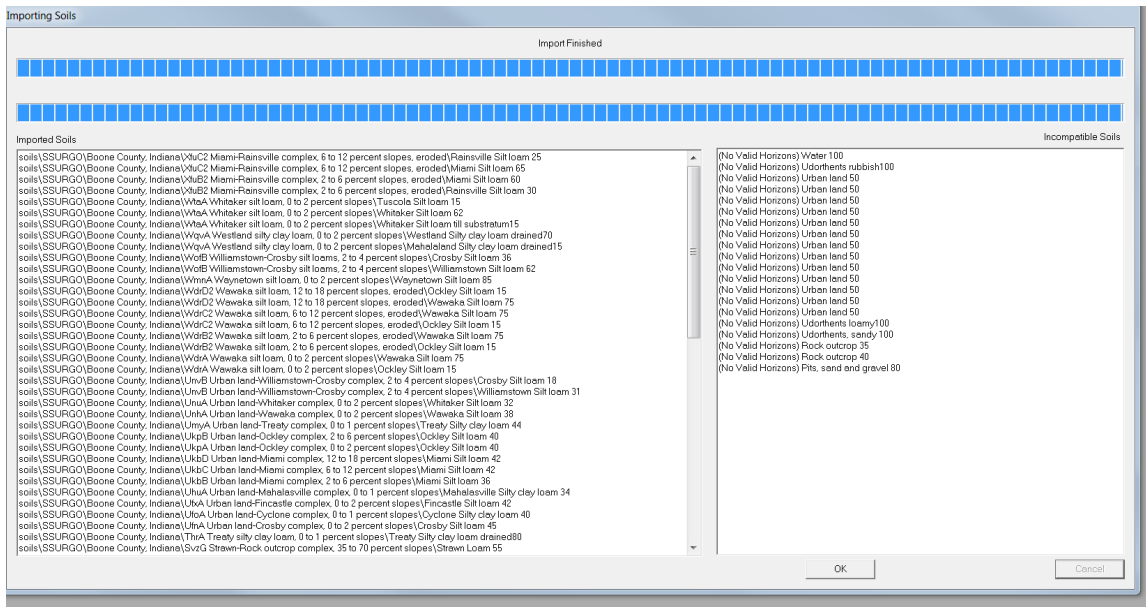 Importing Soils
Import Finished
Imported Soils
Incompatible Soils
soils\SSURGO\Boone County, Indiana\XfuC2 Miami-Rainsville complex, 6 to 12 percent slopes, eroded\Rainsville Silt loam 25
soils\SSURGO\Boone County, Indiana\XfuC2 Miami-Rainsville complex, 6 to 12 percent slopes, eroded\Miami Silt loam 65
soils\SSURGO\Boone County, Indiana\XfuB2 Miami-Rainsville complex, 2 to 6 percent slopes, eroded\Miami Silt loam 60
soils\SSURGO\Boone County, Indiana\XfuB2 Miami-Rainsville complex, 2 to 6 percent slopes, eroded\Rainsville Silt loam 30
soils\SSURGO\Boone County, Indiana\WtaA Whitaker silt loam, 0 to 2 percent slopes\Tuscola Silt loam 15
soils\SSURGO\Boone County, Indiana\WtaA Whitaker silt loam, 0 to 2 percent slopes\Whitaker Silt loam 62
soils\SSURGO\Boone County, Indiana\WtaA Whitaker silt loam, 0 to 2 percent slopes\Whitaker Silt loam till substratum15
soils\SSURGO\Boone County, Indiana\WqvA Westland silty clay loam, 0 to 2 percent slopes\Westland Silty clay loam drained70
soils\SSURGO\Boone County, Indiana\WqvA Westland silty clay loam, 0 to 2 percent slopes\Mahalaland Silty clay loam drained15
soils\SSURGO\Boone County, Indiana\WofB Williamstown-Crosby silt loams, 2 to 4 percent slopes\Crosby Silt loam 36
soils\SSURGO\Boone County, Indiana\WofB Williamstown-Crosby silt loams, 2 to 4 percent slopes\Williamstown Silt loam 62
soils\SSURGO\Boone County, Indiana\WmnA Waynetown silt loam, 0 to 2 percent slopes\Waynetown Silt loam 85
soils\SSURGO\Boone County, Indiana\WdrD2 Wawaka silt loam, 12 to 18 percent slopes, eroded\Ockley Silt loam 15
soils\SSURGO\Boone County, Indiana\WdrD2 Wawaka silt loam, 12 to 18 percent slopes, eroded\Wawaka Silt loam 75
soils\SSURGO\Boone County, Indiana\WdrC2 Wawaka silt loam, 6 to 12 percent slopes, eroded\Wawaka Silt loam 75
soils\SSURGO\Boone County, Indiana\WdrC2 Wawaka silt loam, 6 to 12 percent slopes, eroded\Ockley Silt loam 15
soils\SSURGO\Boone County, Indiana\WdrB2 Wawaka silt loam, 2 to 6 percent slopes, eroded\Wawaka Silt loam 75
soils\SSURGO\Boone County, Indiana\WdrB2 Wawaka silt loam, 2 to 6 percent slopes, eroded\Ockley Silt loam 15
soils\SSURGO\Boone County, Indiana\WdrA Wawaka silt loam, 0 to 2 percent slopes\Wawaka Silt loam 75
soils\SSURGO\Boone County, Indiana\WdrA Wawaka silt loam, 0 to 2 percent slopes\Ockley Silt loam 15
soils\SSURGO\Boone County, Indiana\UnvB Urban land-Williamstown-Crosby complex, 2 to 4 percent slopes\Crosby Silt loam 18
soils\SSURGO\Boone County, Indiana\UnvB Urban land-Williamstown-Crosby complex, 2 to 4 percent slopes\Williamstown Silt loam 31
soils\SSURGO\Boone County, Indiana\UnuA Urban land-Whitaker complex, 0 to 2 percent slopes\Whitaker Silt loam 32
soils\SSURGO\Boone County, Indiana\UnhA Urban land-Wawaka complex, 0 to 2 percent slopes\Wawaka Silt loam 38
soils\SSURGO\Boone County, Indiana\UmyA Urban land-Treaty complex, 0 to 1 percent slopes\Treaty Silty clay loam 44
soils\SSURGO\Boone County, Indiana\UkpB Urban land-Ockley complex, 2 to 6 percent slopes\Ockley Silt loam 40
soils\SSURGO\Boone County, Indiana\UkpA Urban land-Ockley complex, 0 to 2 percent slopes\Ockley Silt loam 40
soils\SSURGO\Boone County, Indiana\UkbD Urban land-Miami complex, 12 to 18 percent slopes\Miami Silt loam 42
soils\SSURGO\Boone County, Indiana\UkbC Urban land-Miami complex, 6 to 12 percent slopes\Miami Silt loam 42
soils\SSURGO\Boone County, Indiana\UkbB Urban land-Miami complex, 2 to 6 percent slopes\Miami Silt loam 36
soils\SSURGO\Boone County, Indiana\UhuA Urban land-Mahalasville complex, 0 to 1 percent slopes\Mahalasville Silty clay loam 34
soils\SSURGO\Boone County, Indiana\UfxA Urban land-Fincastle complex, 0 to 2 percent slopes\Fincastle Silt loam 42
soils\SSURGO\Boone County, Indiana\UfoA Urban land-Cyclone complex, 0 to 1 percent slopes\Cyclone Silty clay loam 40
soils\SSURGO\Boone County, Indiana\UfnA Urban land-Crosby complex, 0 to 2 percent slopes\Crosby Silt loam 45
soils\SSURGO\Boone County, Indiana\ThrA Treaty silty clay loam, 0 to 1 percent slopes\Treaty Silty clay loam drained80
soils\SSURGO\Boone County, Indiana\SvzG Strawn-Rock outcrop complex, 35 to 70 percent slopes\Strawn Loam 55
(No Valid Horizons) Water 100
(No Valid Horizons) Udorthents rubbish100
(No Valid Horizons) Urban land 50
(No Valid Horizons) Urban land 50
(No Valid Horizons) Urban land 50
(No Valid Horizons) Urban land 50
(No Valid Horizons) Urban land 50
(No Valid Horizons) Urban land 50
(No Valid Horizons) Urban land 50
(No Valid Horizons) Urban land 50
(No Valid Horizons) Urban land 50
(No Valid Horizons) Urban land 50
(No Valid Horizons) Urban land 50
(No Valid Horizons) Urban land 50
(No Valid Horizons) Urban land 50
(No Valid Horizons) Udorthents loamy100
(No Valid Horizons) Udorthents, sandy 100
(No Valid Horizons) Rock outcrop 35
(No Valid Horizons) Rock outcrop 40
(No Valid Horizons) Pits, sand and gravel 80
OK
Cancel